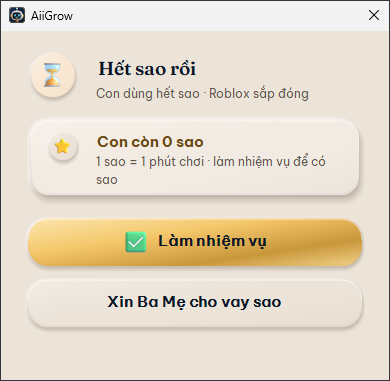 AiiGrow
Hết sao rồi
Con dùng hết sao · Roblox sắp đóng
Con còn 0 sao
1 sao = 1 phút chơi · làm nhiệm vụ để có
sao
Làm nhiệm vụ
Xin Ba Mẹ cho vay sao